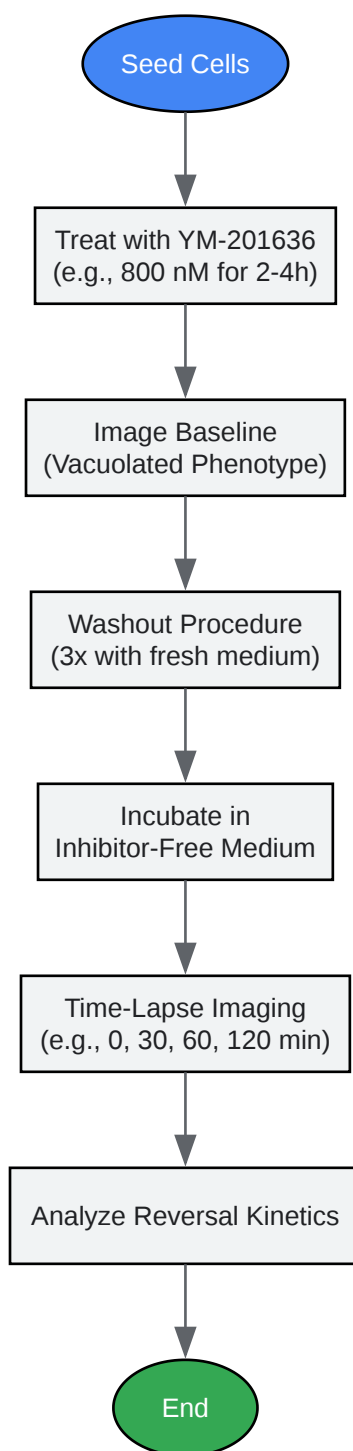 Seed Cells
Treat with YM-201636
(e.g., 800 nM for 2-4h)
Image Baseline
(Vacuolated Phenotype)
Washout Procedure
(3x with fresh medium)
Incubate in
Inhibitor-Free Medium
Time-Lapse Imaging
(e.g., 0, 30, 60, 120 min)
Analyze Reversal Kinetics
End